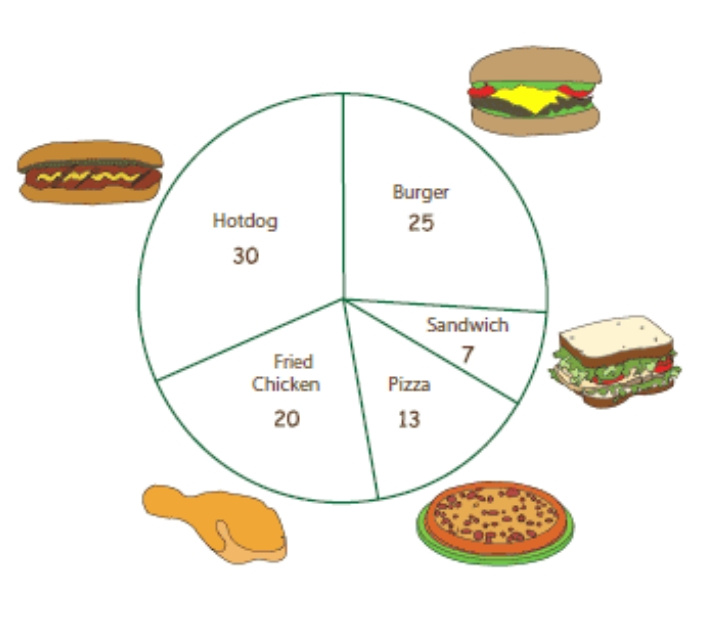 Burger
25
Hotdog
30
Sandwich
7
Fried
Chicken
20
Pizza
13